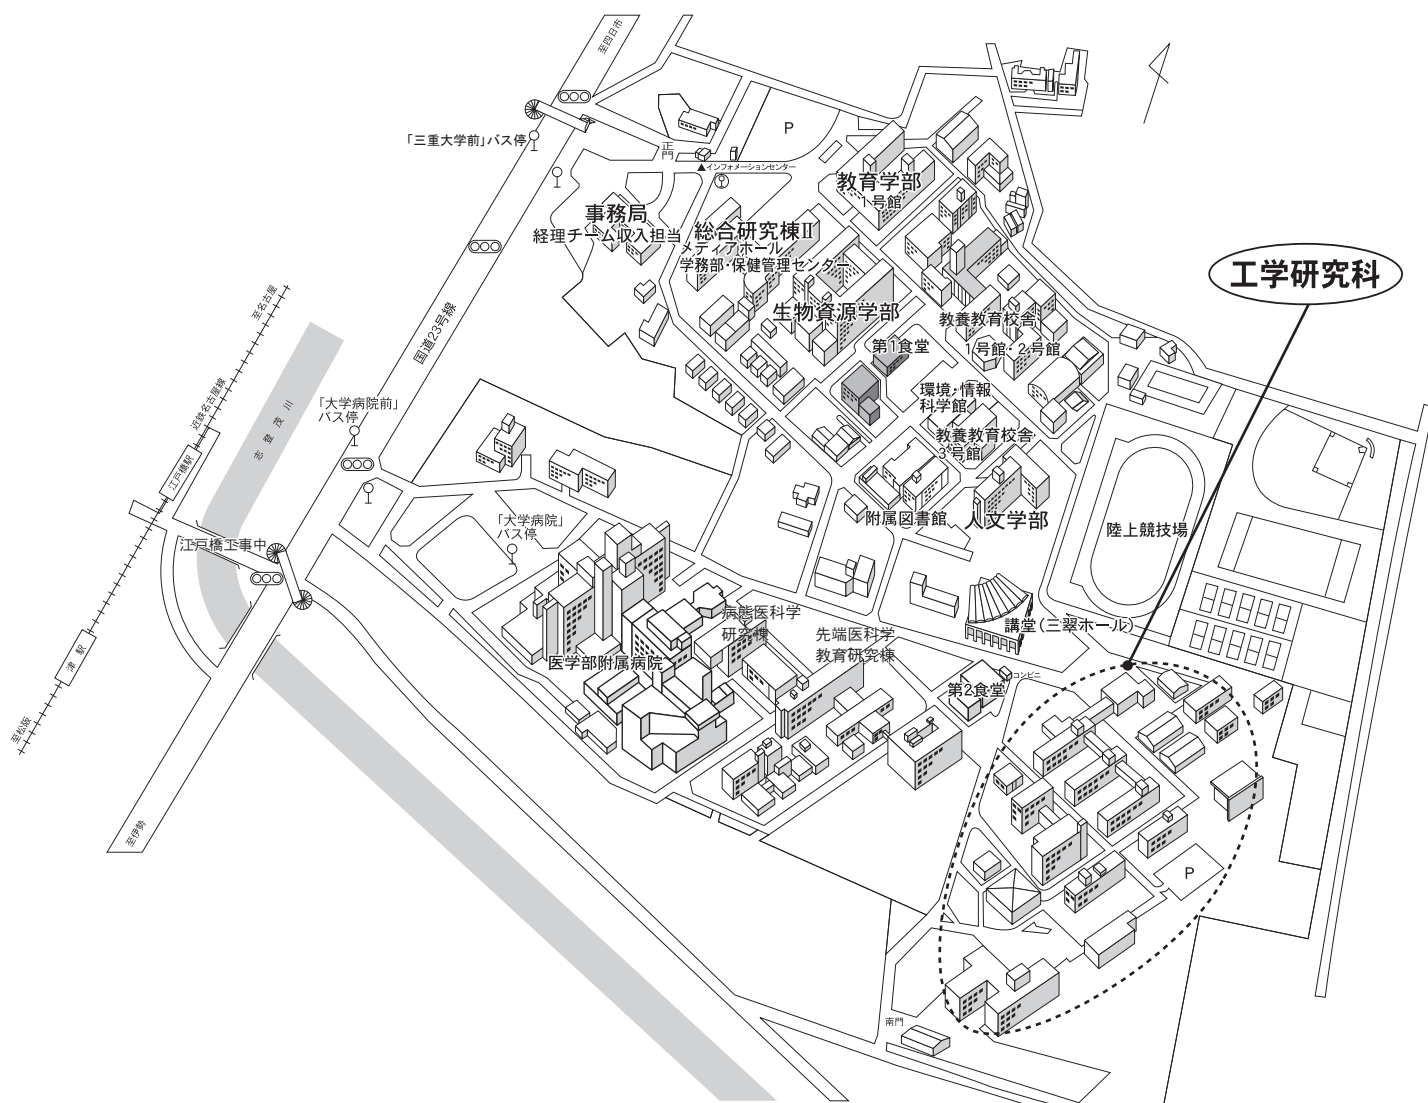 至四日市
「三重大学前」バス停
正門
▲インフォメーションセンター
P
教育学部
1号館
事務局
経理チーム収入担当
総合研究棟Ⅱ
メディアホール
学務部・保健管理センター
生物資源学部
工学研究科
教養教育校舎
1号館・2号館
第1食堂
環境・情報
科学館
教養教育校舎
3号館
附属図書館
人文学部
陸上競技場
国道23号線
至名古屋
近鉄名古屋線
志登茂川
江戸橋駅
「大学病院前」
バス停
「大学病院」
バス停
江戸橋工事中
津駅
至松阪
至伊勢
病態医科学
研究棟
先端医科学
教育研究棟
医学部附属病院
講堂(三翠ホール)
コンビニ
第2食堂
P
南門